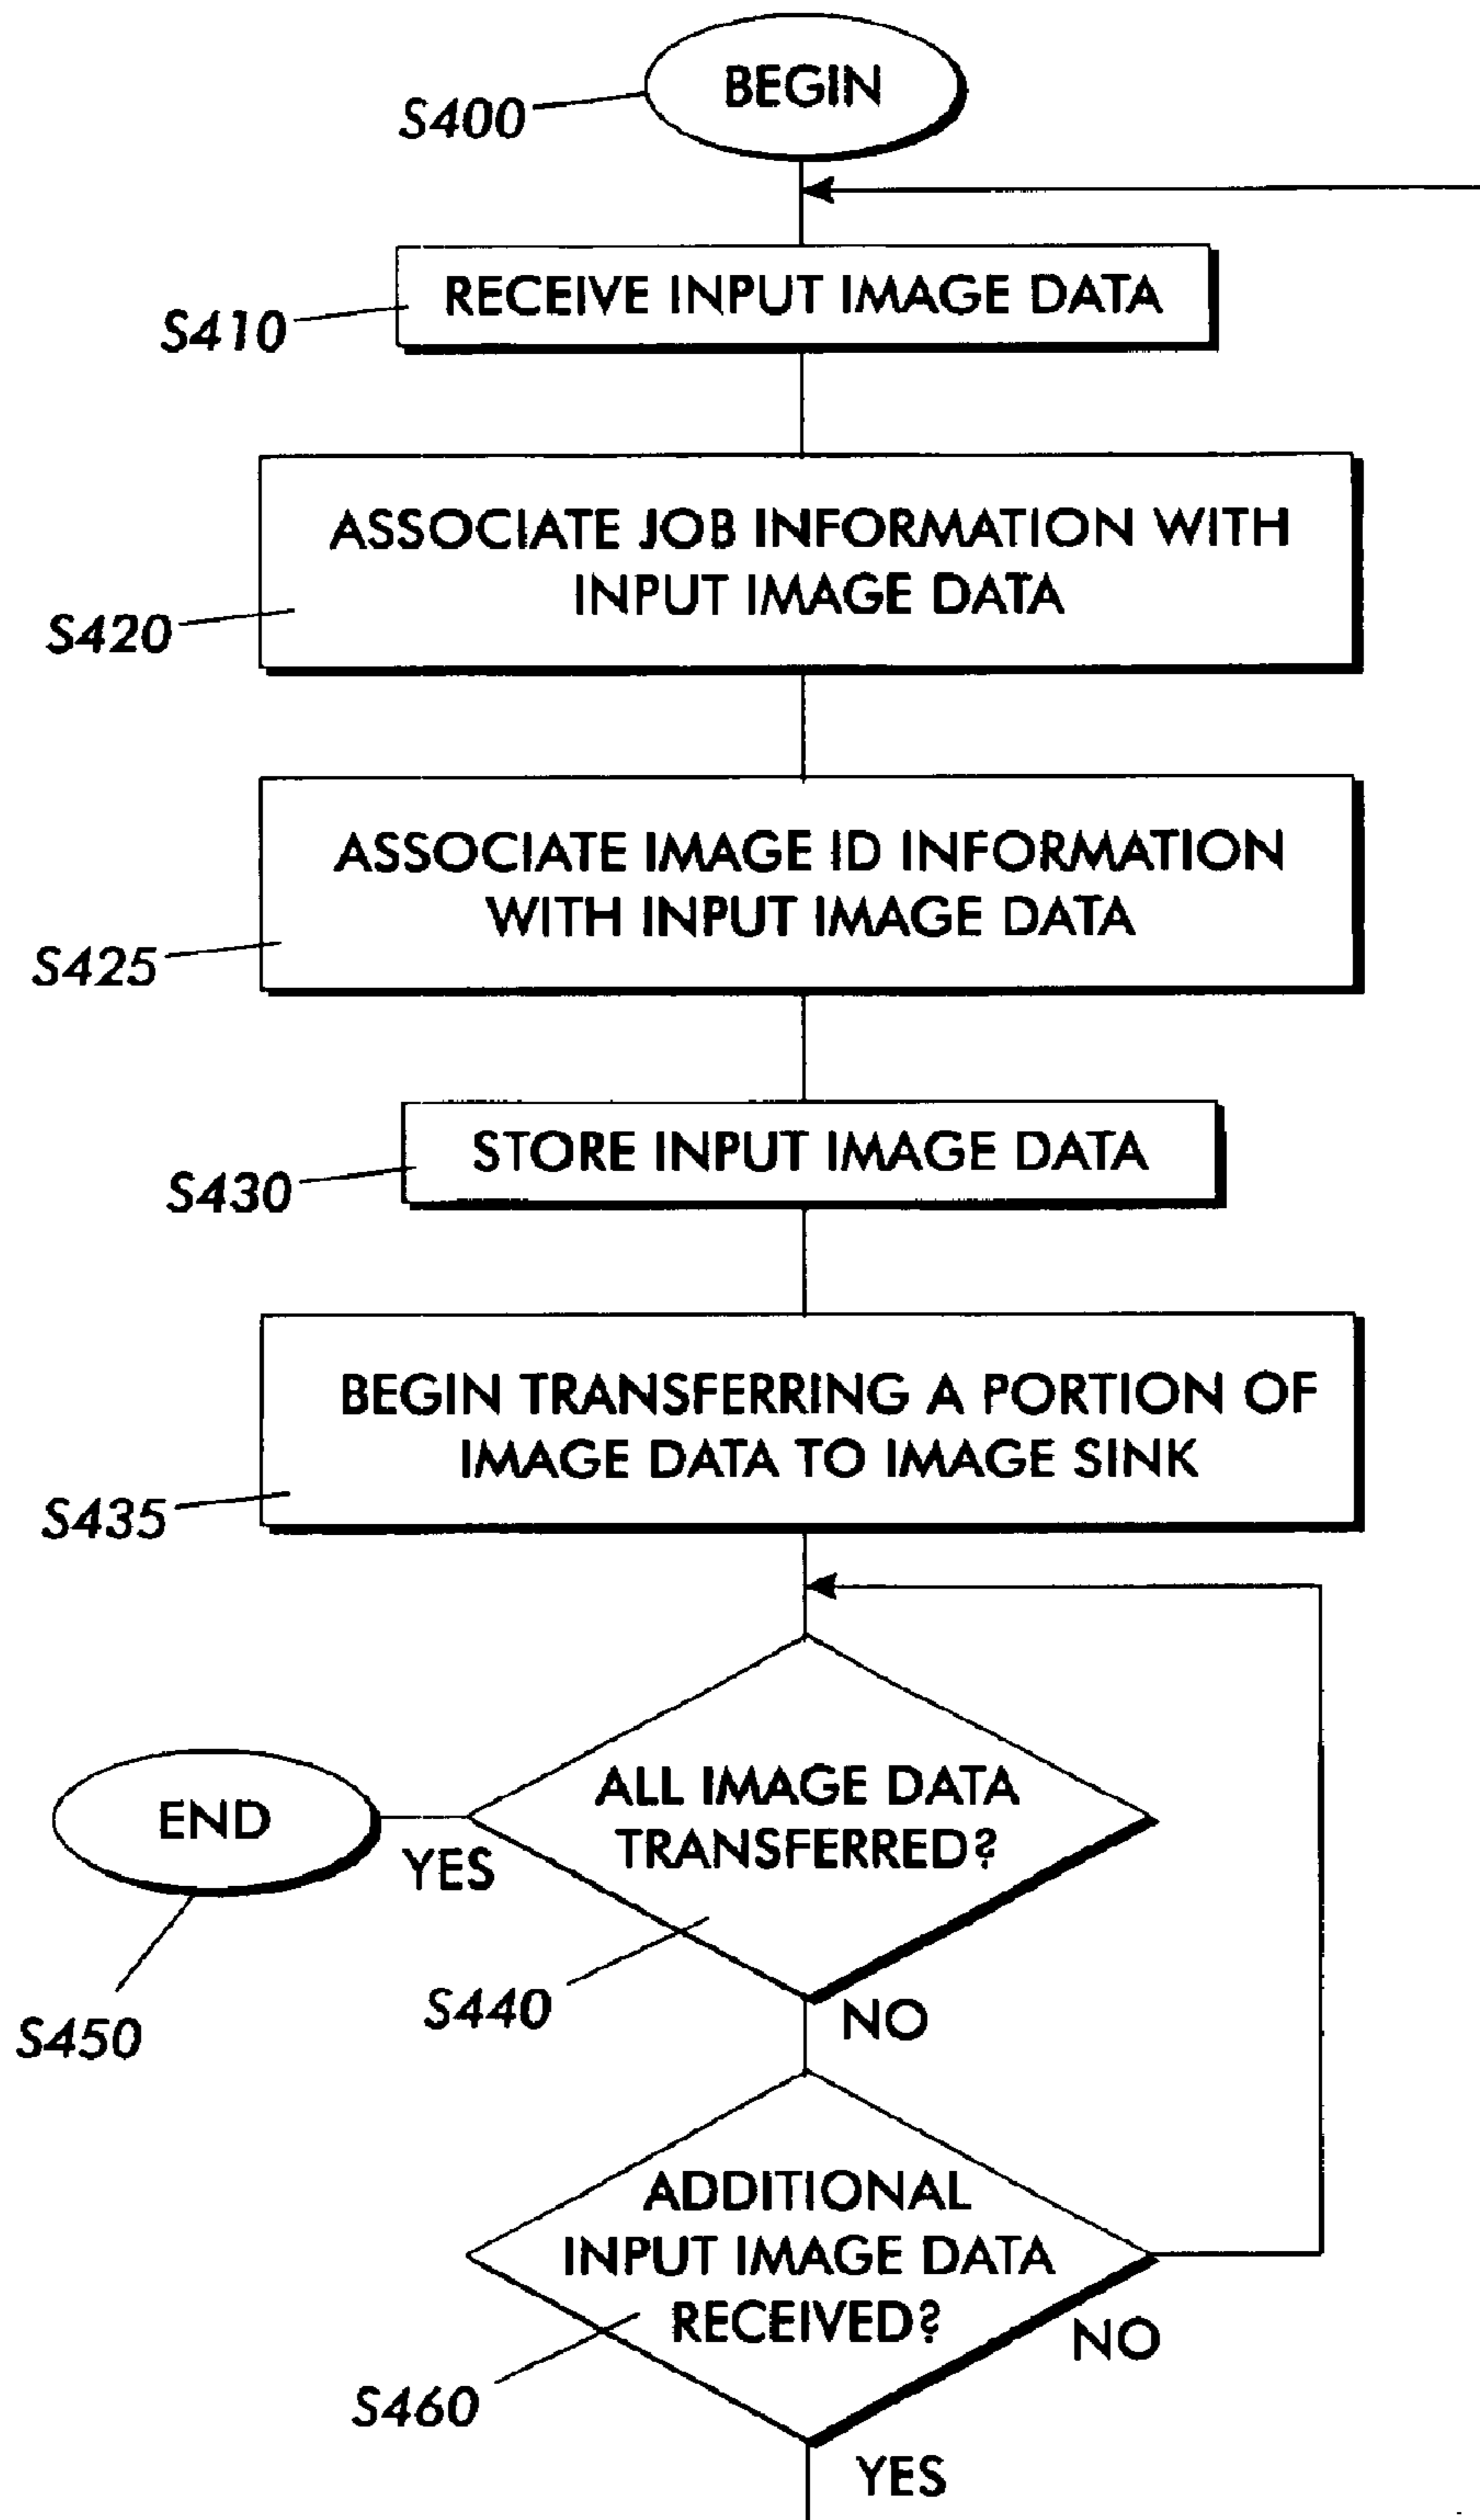 BEGIN
S400
RECEIVE INPUT IMAGE DATA
S410
ASSOCIATE JOB INFORMATION WITH
INPUT IMAGE DATA
S420
ASSOCIATE IMAGE ID INFORMATION
WITH INPUT IMAGE DATA
S425
STORE INPUT IMAGE DATA
S430
BEGIN TRANSFERRING A PORTION OF
IMAGE DATA TO IMAGE SINK
S435
ALL IMAGE DATA
TRANSFERRED?
END
YES
S440
S450
NO
ADDITIONAL
INPUT IMAGE DATA
RECEIVED?
NO
S460
YES